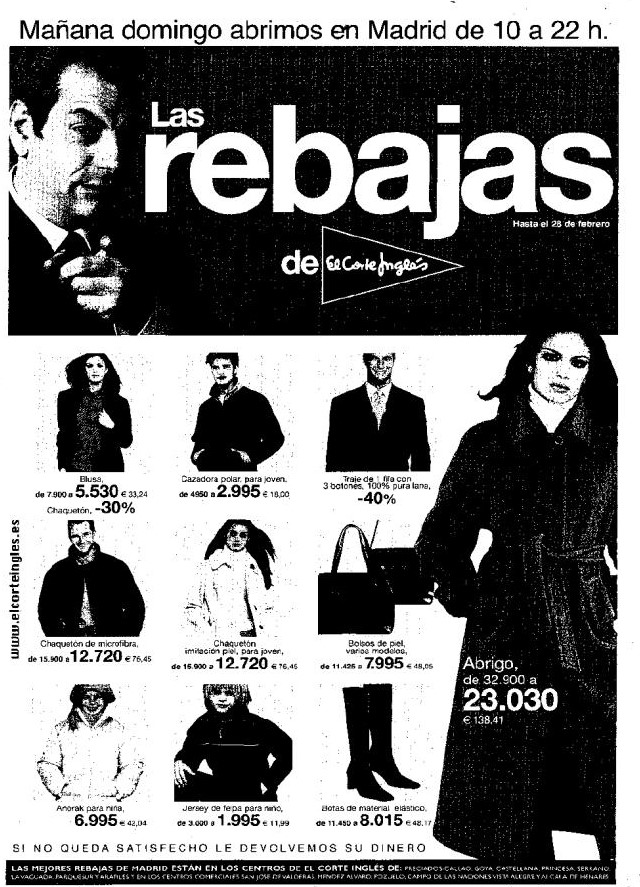 Mañana domingo abrimos en Madrid de 10 a 22 h.
Las
rebajas
Hasta el 28 de febrero
de El Corte Inglés
Blusa,
de 7.900 a 5.530 € 33,24
Chaquetón, -30%
Cazadora polar, para joven,
de 4950 a 2.995 € 18,00
Traje de 1 fila con
3 botones, 100% pura lana,
-40%
www.elcorteingles.es
Chaquetón de microfibra,
de 15.900 a 12.720 € 76,45
Chaquetón
imitación piel, para joven,
de 15.900 a 12.720 € 76,45
Bolsos de piel,
varios modelos,
de 11.425 a 7.995 € 48,05
Abrigo,
de 32.900 a
23.030
€ 138,41
Anorak para niña,
6.995 € 42,04
Jersey de felpa para niño,
de 3.000 a 1.995 € 11,99
Botas de material elástico,
de 11.450 a 8.015 € 48,17
SI NO QUEDA SATISFECHO LE DEVOLVEMOS SU DINERO
LAS MEJORES REBAJAS DE MADRID ESTÁN EN LOS CENTROS DE EL CORTE INGLÉS DE: PRECIADOS-CALLAO, GOYA, CASTELLANA, PRINCESA, SERRANO,
LA VAGUADA, PARQUESUR Y ARAPILES Y EN LOS CENTROS COMERCIALES SAN JOSÉ DE VALDERAS, MÉNDEZ ÁLVARO, POZUELO, CAMPO DE LAS NACIONES, VISTA ALEGRE Y ALCALÁ DE HENARES